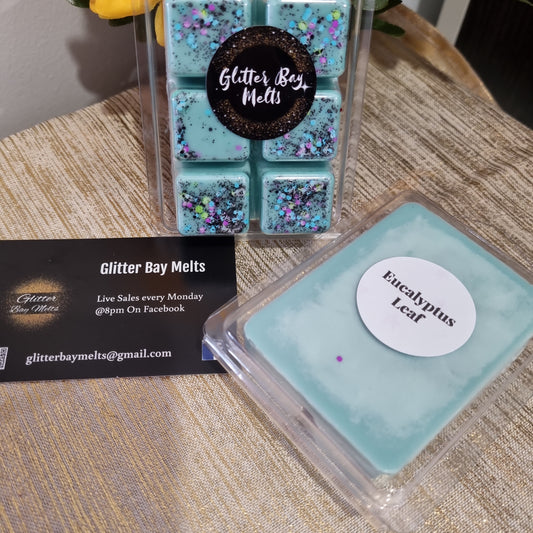 Glitter Bay
Melts
Glitter Bay Melts
Glitter
Bay Melts
Live Sales every Monday
@8pm On Facebook
glitterbaymelts@gmail.com
Eucalyptus
Leaf